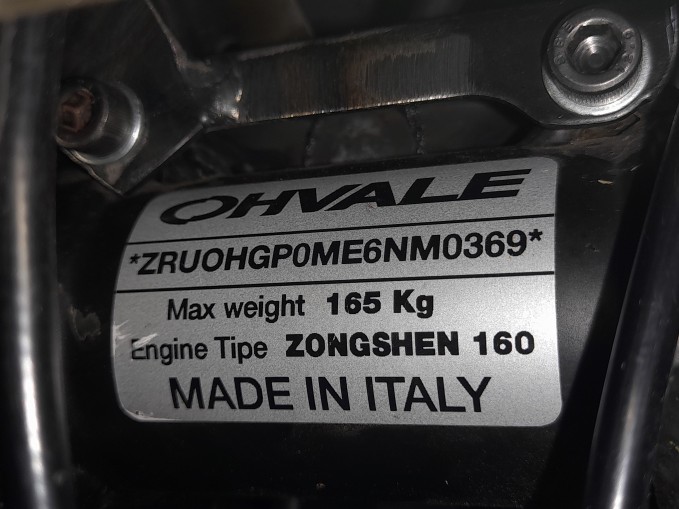 OHVALE
*ZRUOHGP0ME6NM0369*
Max weight 165 Kg
Engine Tipe ZONGSHEN 160
MADE IN ITALY